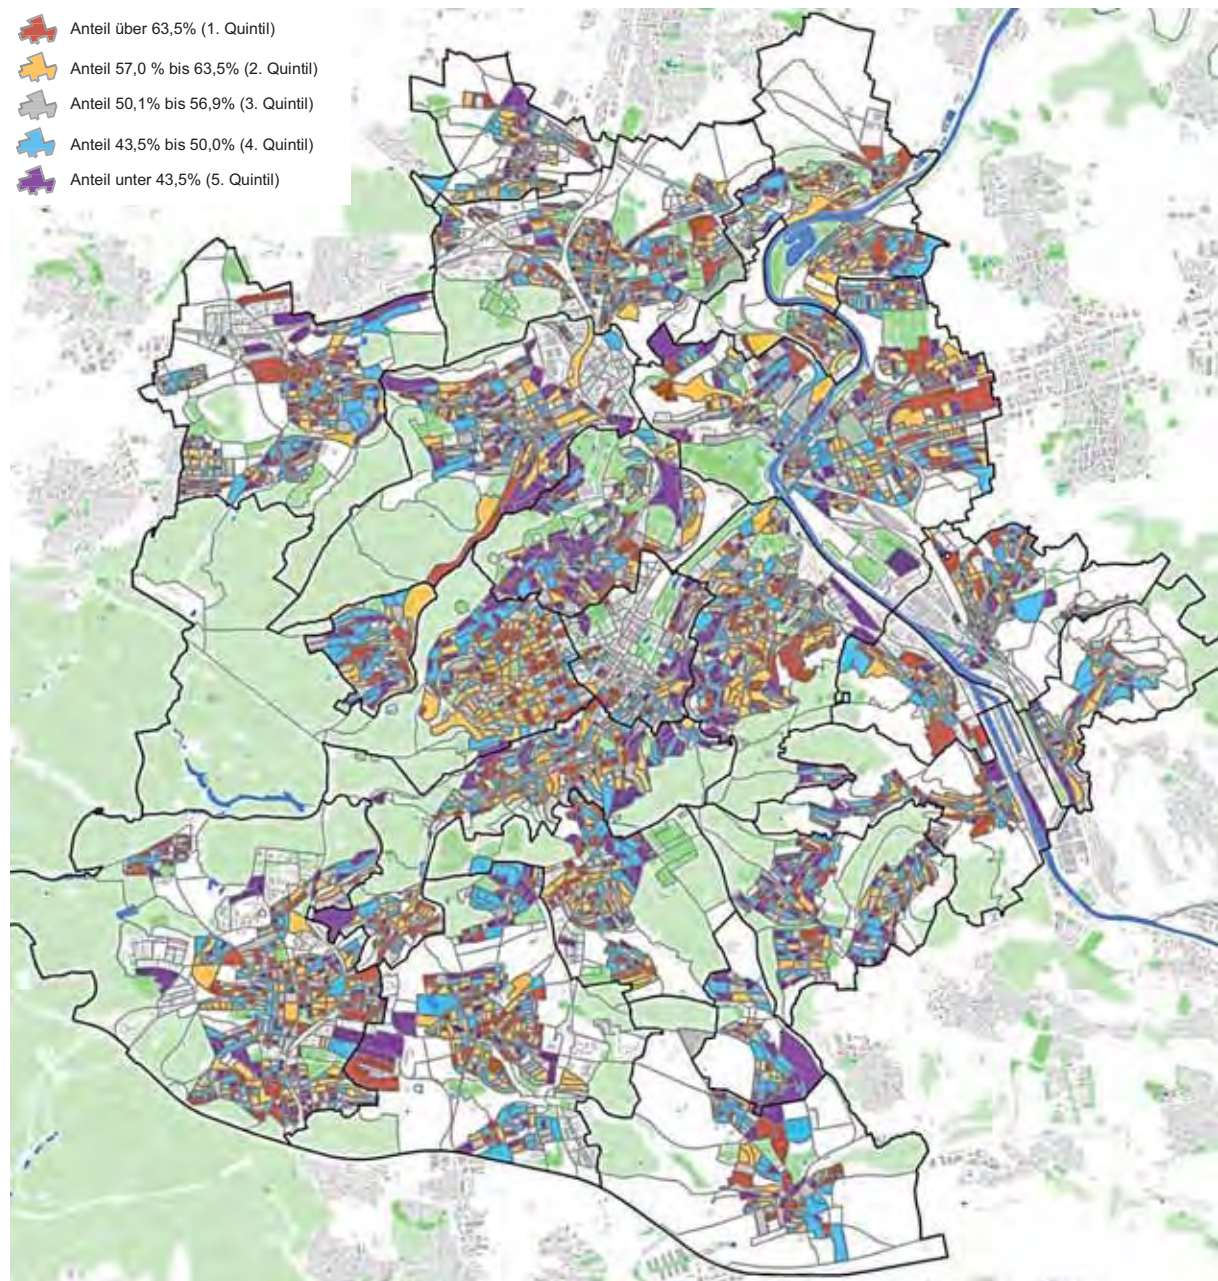 Anteil über 63,5% (1. Quintil)
Anteil 57,0 % bis 63,5% (2. Quintil)
Anteil 50,1% bis 56,9% (3. Quintil)
Anteil 43,5% bis 50,0% (4. Quintil)
Anteil unter 43,5% (5. Quintil)